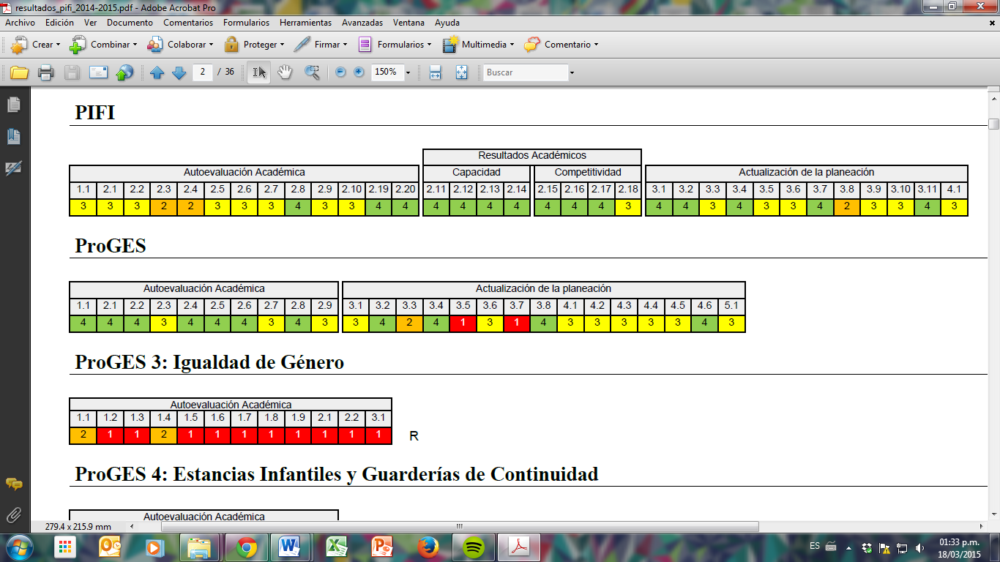 resultados_pifi_2014-2015.pdf - Adobe Acrobat Pro
Archivo Edición Ver Documento Comentarios Formularios Herramientas Avanzadas Ventana Ayuda
Crear Combinar Colaborar Proteger Firmar Formularios Multimedia Comentario
2 / 36 150% Buscar
PIFI
Resultados Académicos
Autoevaluación Académica Capacidad Competitividad Actualización de la planeación
1.1 2.1 2.2 2.3 2.4 2.5 2.6 2.7 2.8 2.9 2.10 2.19 2.20 2.11 2.12 2.13 2.14 2.15 2.16 2.17 2.18 3.1 3.2 3.3 3.4 3.5 3.6 3.7 3.8 3.9 3.10 3.11 4.1
3 3 3 2 2 3 3 3 4 3 3 4 4 4 4 4 4 4 4 4 3 4 4 3 4 3 3 4 2 3 3 4 3
ProGES
Autoevaluación Académica Actualización de la planeación
1.1 2.1 2.2 2.3 2.4 2.5 2.6 2.7 2.8 2.9 3.1 3.2 3.3 3.4 3.5 3.6 3.7 3.8 4.1 4.2 4.3 4.4 4.5 4.6 5.1
4 4 4 3 4 4 4 3 4 3 3 4 2 4 1 3 1 4 3 3 3 3 3 4 3
ProGES 3: Igualdad de Género
Autoevaluación Académica
1.1 1.2 1.3 1.4 1.5 1.6 1.7 1.8 1.9 2.1 2.2 3.1
2 1 1 2 1 1 1 1 1 1 1 1 R
ProGES 4: Estancias Infantiles y Guarderías de Continuidad
Autoevaluación Académica
279.4 x 215.9 mm
ES 01:33 p.m.
18/03/2015